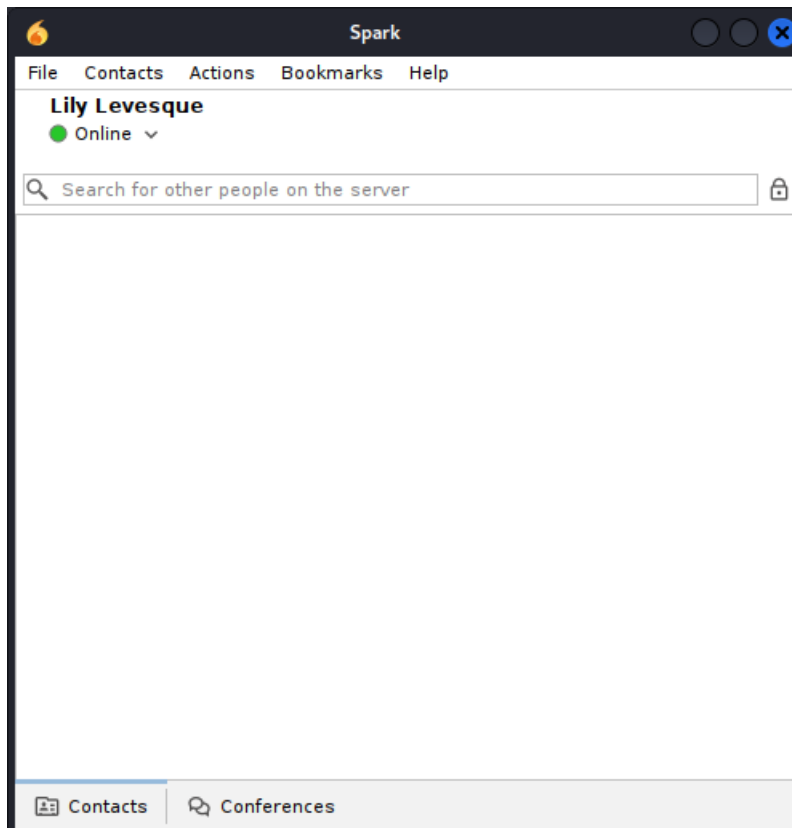 Spark
File Contacts Actions Bookmarks Help
Lily Levesque
Online
Search for other people on the server
Contacts Conferences